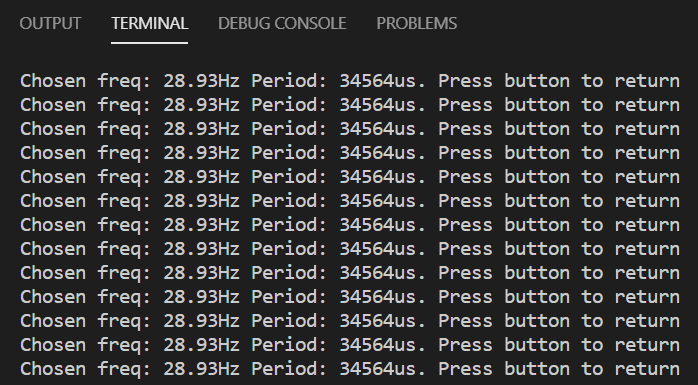 OUTPUT TERMINAL DEBUG CONSOLE PROBLEMS
Chosen freq: 28.93Hz Period: 34564us. Press button to return
Chosen freq: 28.93Hz Period: 34564us. Press button to return
Chosen freq: 28.93Hz Period: 34564us. Press button to return
Chosen freq: 28.93Hz Period: 34564us. Press button to return
Chosen freq: 28.93Hz Period: 34564us. Press button to return
Chosen freq: 28.93Hz Period: 34564us. Press button to return
Chosen freq: 28.93Hz Period: 34564us. Press button to return
Chosen freq: 28.93Hz Period: 34564us. Press button to return
Chosen freq: 28.93Hz Period: 34564us. Press button to return
Chosen freq: 28.93Hz Period: 34564us. Press button to return
Chosen freq: 28.93Hz Period: 34564us. Press button to return
Chosen freq: 28.93Hz Period: 34564us. Press button to return
Chosen freq: 28.93Hz Period: 34564us. Press button to return